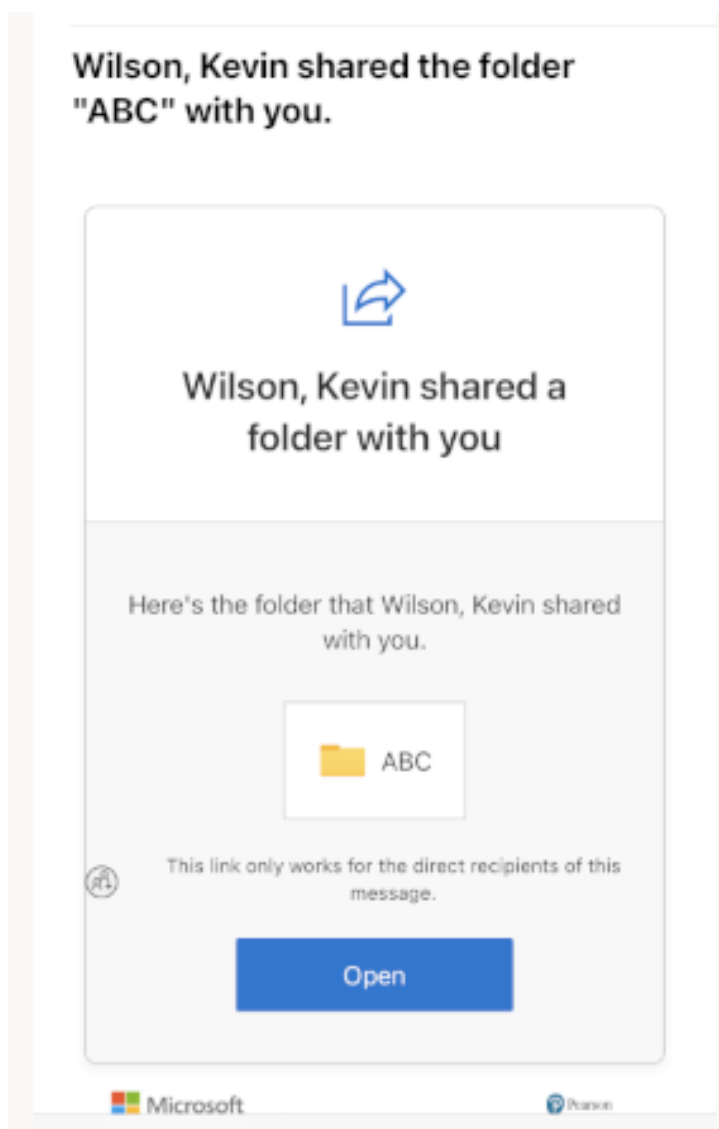 Wilson, Kevin shared the folder
"ABC" with you.
Wilson, Kevin shared a
folder with you
Here's the folder that Wilson, Kevin shared
with you.
ABC
This link only works for the direct recipients of this
message.
Open
Microsoft
Pearson